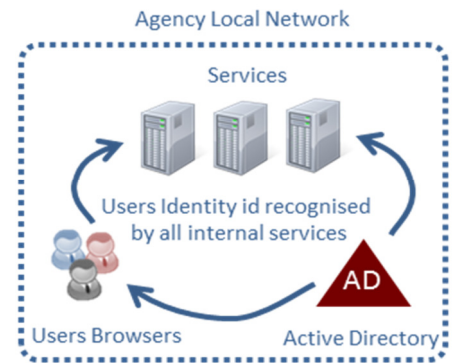 Agency Local Network
Services
Users Identity id recognised
by all internal services
AD
Users Browsers
Active Directory